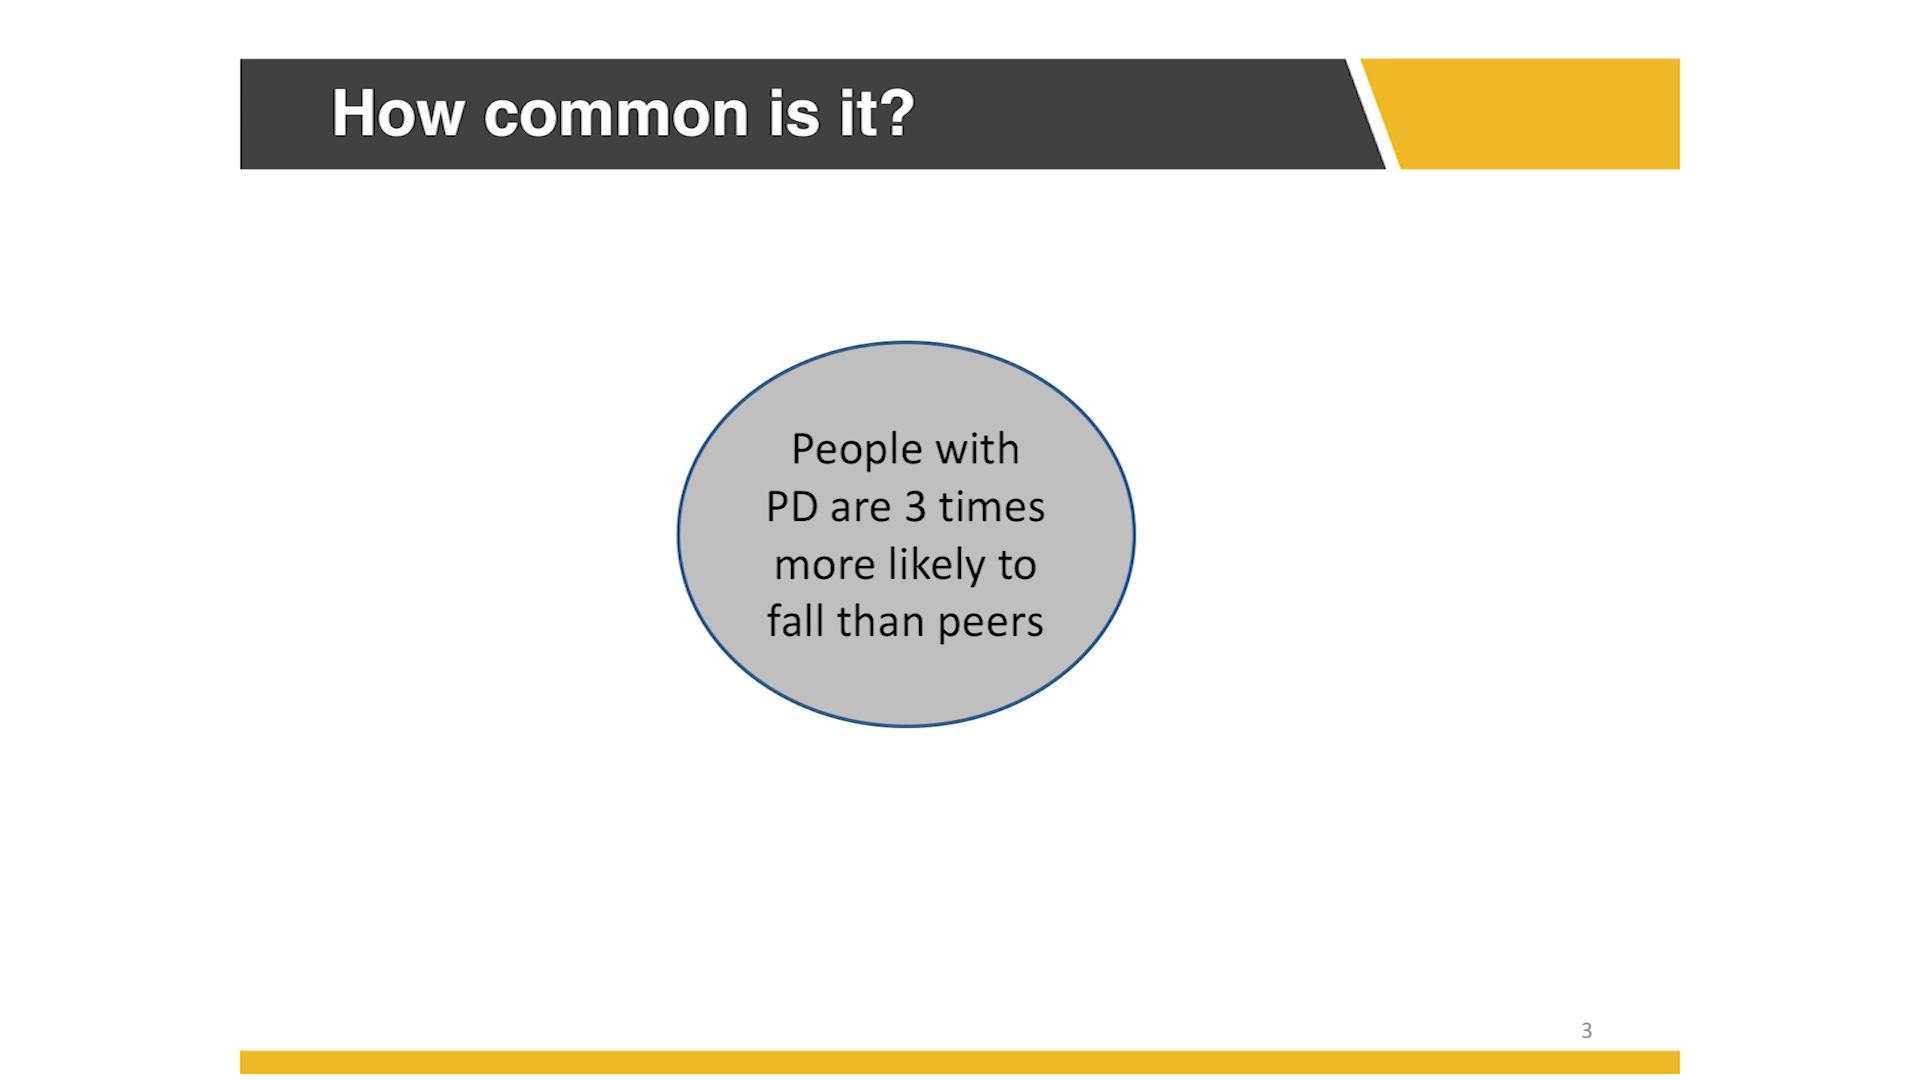 How common is it?
People with
PD are 3 times
more likely to
fall than peers
3